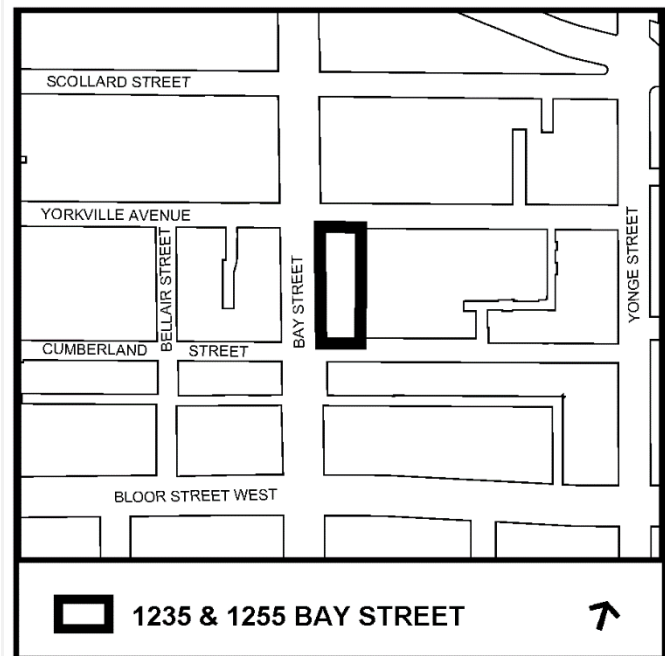 SCOLLARD STREET
YORKVILLE AVENUE
BELLAIR STREET
BAY STREET
YONGE STREET
CUMBERLAND STREET
BLOOR STREET WEST
1235 & 1255 BAY STREET